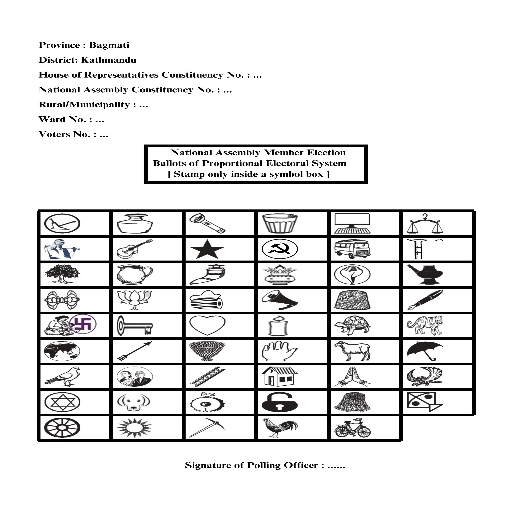 Province : Bagmati
District: Kathmandu
House of Representatives Constituency No. : ...
National Assembly Constituency No. : ...
Rural/Municipality : ...
Ward No. : ...
Voters No. : ...
National Assembly Member Election
Ballots of Proportional Electoral System
[ Stamp only inside a symbol box ]
Signature of Polling Officer : ......